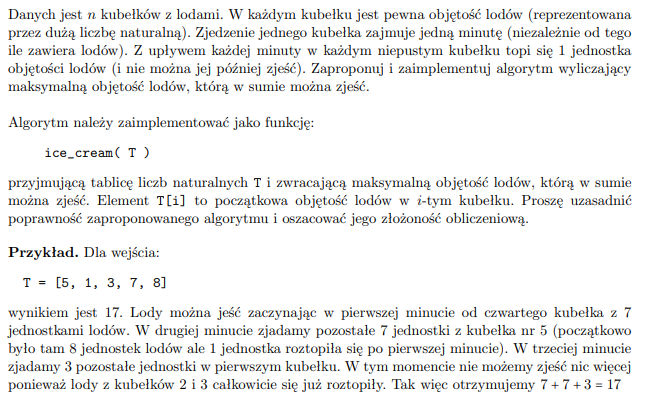 Danych jest n kubełków z lodami. W każdym kubełku jest pewna objętość lodów (reprezentowana
przez dużą liczbę naturalną). Zjedzenie jednego kubełka zajmuje jedną minutę (niezależnie od tego
ile zawiera lodów). Z upływem każdej minuty w każdym niepustym kubełku topi się 1 jednostka
objętości lodów (i nie można jej później zjeść). Zaproponuj i zaimplementuj algorytm wyliczający
maksymalną objętość lodów, którą w sumie można zjeść.
Algorytm należy zaimplementować jako funkcję:
ice_cream( T )
przyjmującą tablicę liczb naturalnych T i zwracającą maksymalną objętość lodów, którą w sumie
można zjeść. Element T[i] to początkowa objętość lodów w i-tym kubełku. Proszę uzasadnić
poprawność zaproponowanego algorytmu i oszacować jego złożoność obliczeniową.
Przykład. Dla wejścia:
T = [5, 1, 3, 7, 8]
wynikiem jest 17. Lody można jeść zaczynając w pierwszej minucie od czwartego kubełka z 7
jednostkami lodów. W drugiej minucie zjadamy pozostałe 7 jednostki z kubełka nr 5 (początkowo
było tam 8 jednostek lodów ale 1 jednostka roztopiła się po pierwszej minucie). W trzeciej minucie
zjadamy 3 pozostałe jednostki w pierwszym kubełku. W tym momencie nie możemy zjeść nic więcej
ponieważ lody z kubełków 2 i 3 całkowicie się już roztopiły. Tak więc otrzymujemy 7 + 7 + 3 = 17